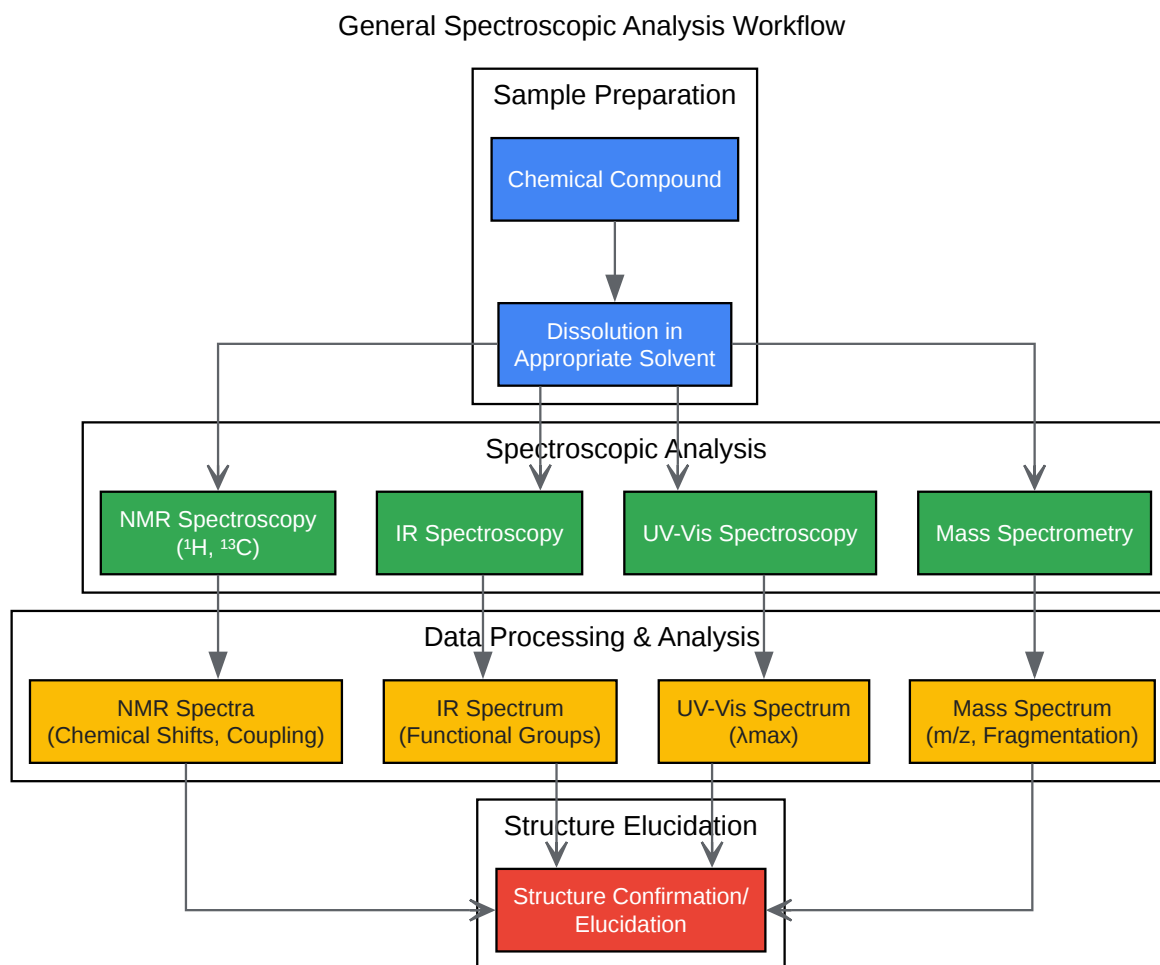 General Spectroscopic Analysis Workflow
Sample Preparation
Chemical Compound
Dissolution in
Appropriate Solvent
Spectroscopic Analysis
NMR Spectroscopy
(¹H, ¹³C)
IR Spectroscopy
UV-Vis Spectroscopy
Mass Spectrometry
Data Processing & Analysis
NMR Spectra
(Chemical Shifts, Coupling)
IR Spectrum
(Functional Groups)
UV-Vis Spectrum
(λmax)
Mass Spectrum
(m/z, Fragmentation)
Structure Elucidation
Structure Confirmation/
Elucidation